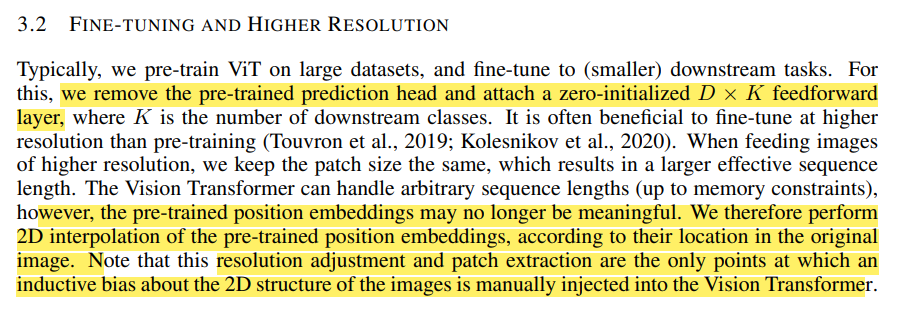 3.2 FINE-TUNING AND HIGHER RESOLUTION
Typically, we pre-train ViT on large datasets, and fine-tune to (smaller) downstream tasks. For
this, we remove the pre-trained prediction head and attach a zero-initialized D × K feedforward
layer, where K is the number of downstream classes. It is often beneficial to fine-tune at higher
resolution than pre-training (Touvron et al., 2019; Kolesnikov et al., 2020). When feeding images
of higher resolution, we keep the patch size the same, which results in a larger effective sequence
length. The Vision Transformer can handle arbitrary sequence lengths (up to memory constraints),
however, the pre-trained position embeddings may no longer be meaningful. We therefore perform
2D interpolation of the pre-trained position embeddings, according to their location in the original
image. Note that this resolution adjustment and patch extraction are the only points at which an
inductive bias about the 2D structure of the images is manually injected into the Vision Transformer.